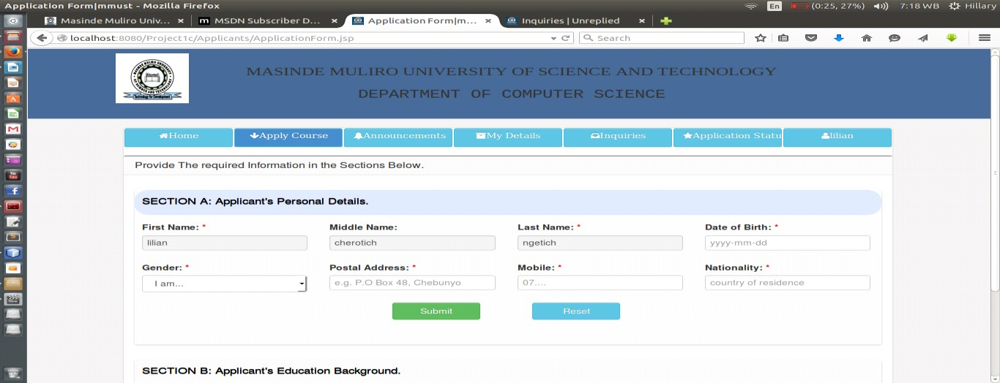 Application Form|mmust - Mozilla Firefox
En (0:25, 27%) 7:18 WB Hillary
Masinde Muliro Univ... × MSDN Subscriber D... × Application Form|m... × Inquiries | Unreplied ×
localhost:8080/Project1c/Applicants/ApplicationForm.jsp Search
MASINDE MULIRO UNIVERSITY OF SCIENCE AND TECHNOLOGY
DEPARTMENT OF COMPUTER SCIENCE
Home Apply Course Announcements My Details Inquiries Application Statu lilian
Provide The required Information in the Sections Below.
SECTION A: Applicant's Personal Details.
First Name: * Middle Name: Last Name: * Date of Birth: *
lilian cherotich ngetich yyyy-mm-dd
Gender: * Postal Address: * Mobile: * Nationality: *
I am... e.g. P.O Box 48, Chebunyo 07.... country of residence
Submit Reset
SECTION B: Applicant's Education Background.